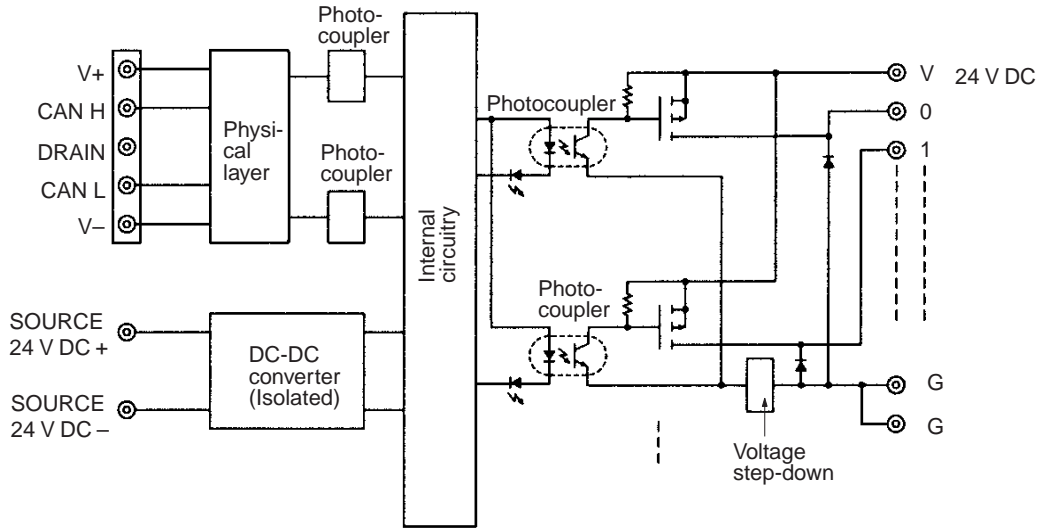 Photo-
coupler
V+
CAN H
DRAIN
CAN L
V–
Physi-
cal
layer
Photo-
coupler
Internal
circuitry
Photocoupler
V 24 V DC
0
1
Photo-
coupler
SOURCE
24 V DC +
SOURCE
24 V DC –
DC-DC
converter
(Isolated)
G
G
Voltage
step-down